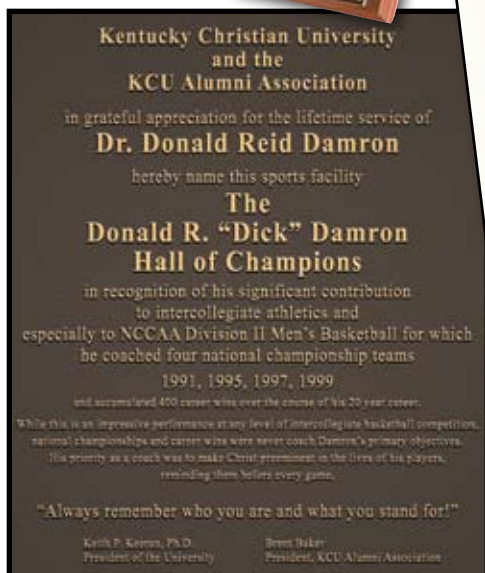 Kentucky Christian University
and the
KCU Alumni Association
in grateful appreciation for the lifetime service of
Dr. Donald Reid Damron
hereby name this sports facility
The
Donald R. “Dick” Damron
Hall of Champions
in recognition of his significant contribution
to intercollegiate athletics and
especially to NCCAA Division II Men's Basketball for which
he coached four national championship teams
1991, 1995, 1997, 1999
and accumulated 400 career wins over the course of his 20 year career.
While this is an impressive performance at any level of intercollegiate basketball competition,
national championships and career wins were never coach Damron's primary objectives.
His priority as a coach was to make Christ preeminent in the lives of his players,
reminding them before every game,
“Always remember who you are and what you stand for!”
Keith P. Keeran, Ph.D. Brent Baker
President of the University President, KCU Alumni Association